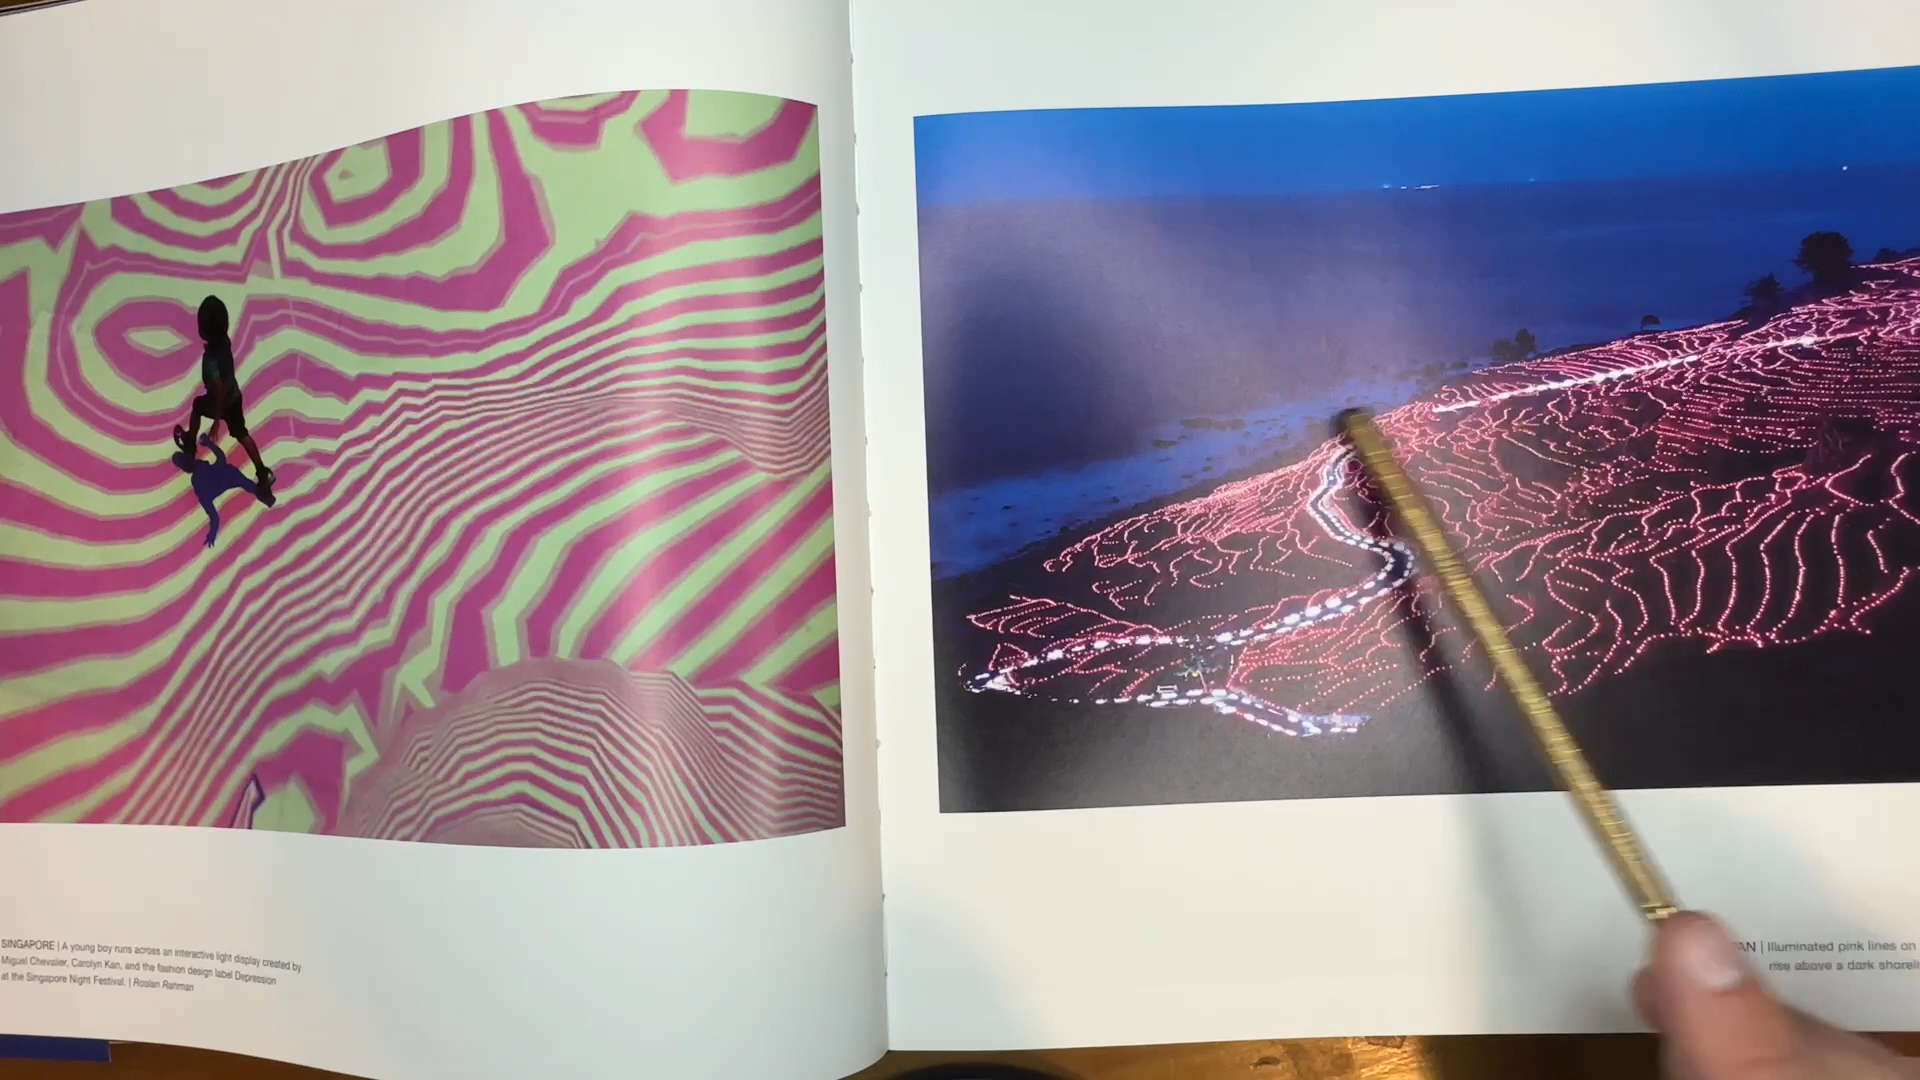 SINGAPORE | A young boy runs across an interactive light display created by
Miguel Chevalier, Carolyn Kan, and the fashion design label Depression
at the Singapore Night Festival. | Roslan Rahman
AN | Illuminated pink lines on
rise above a dark shoreli